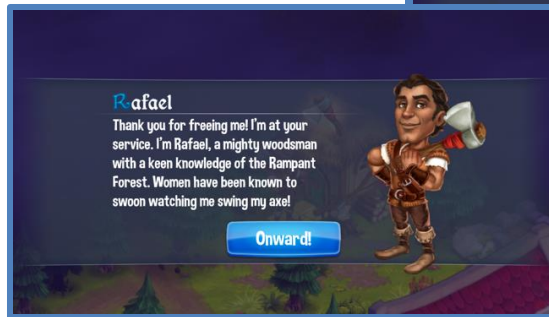 Rafael
Thank you for freeing me! I'm at your
service. I'm Rafael, a mighty woodsman
with a keen knowledge of the Rampant
Forest. Women have been known to
swoon watching me swing my axe!
Onward!